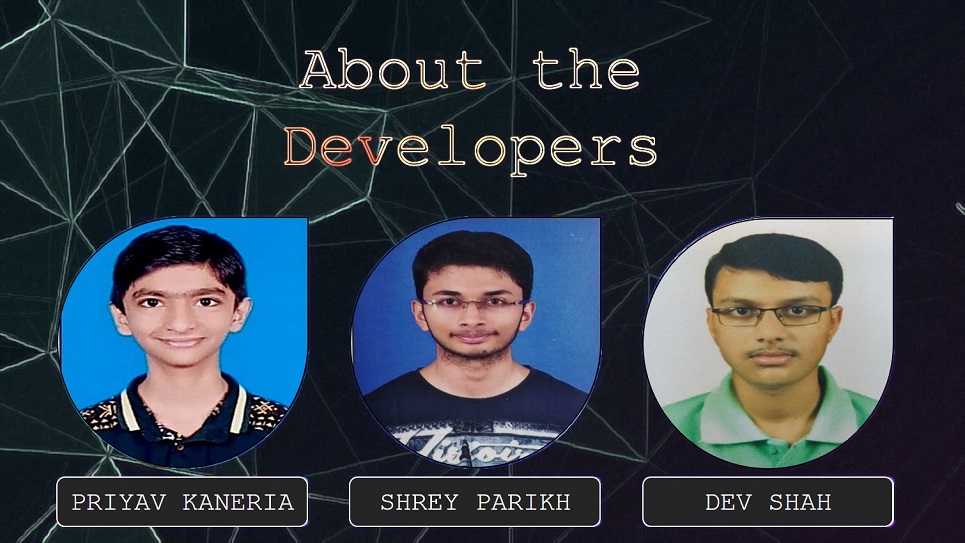 About the
Developers
PRIYAV KANERIA
SHREY PARIKH
DEV SHAH